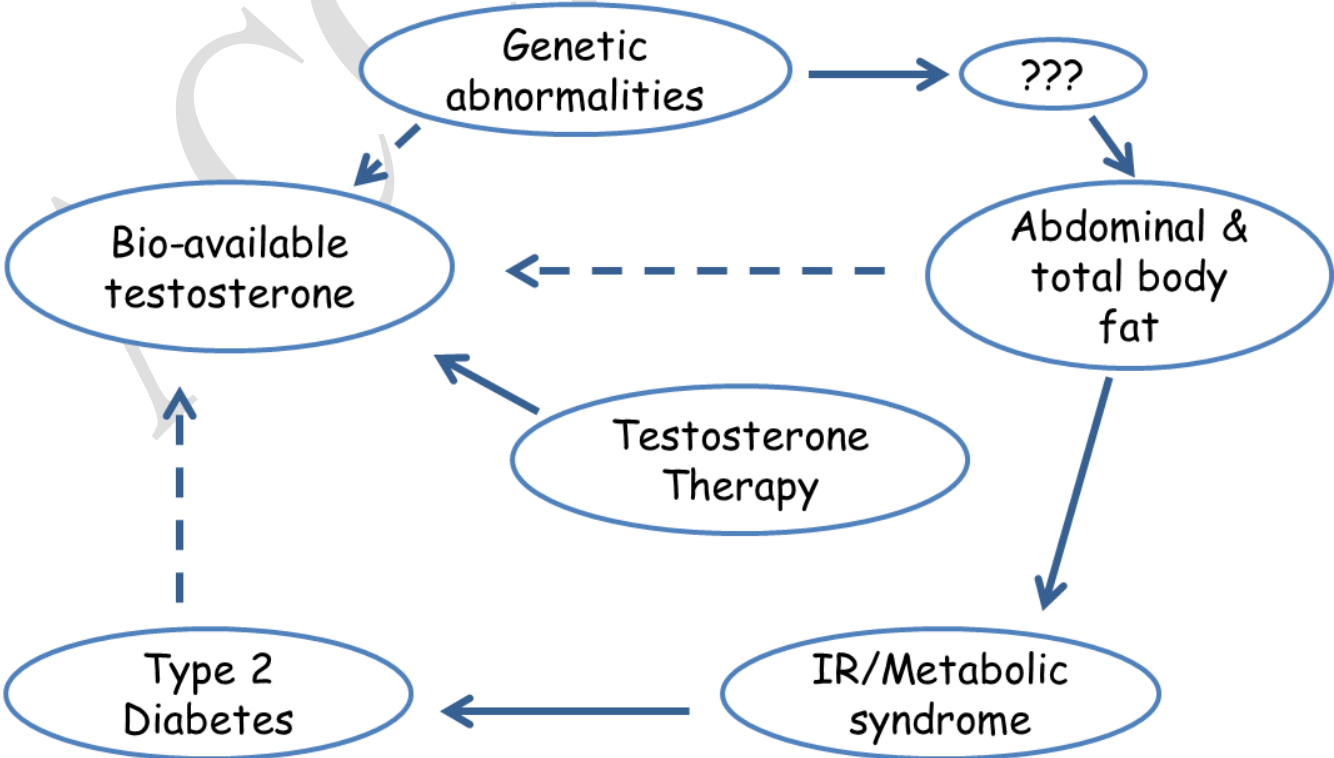 Genetic
abnormalities
???
Bio-available
testosterone
Abdominal &
total body
fat
Testosterone
Therapy
Type 2
Diabetes
IR/Metabolic
syndrome